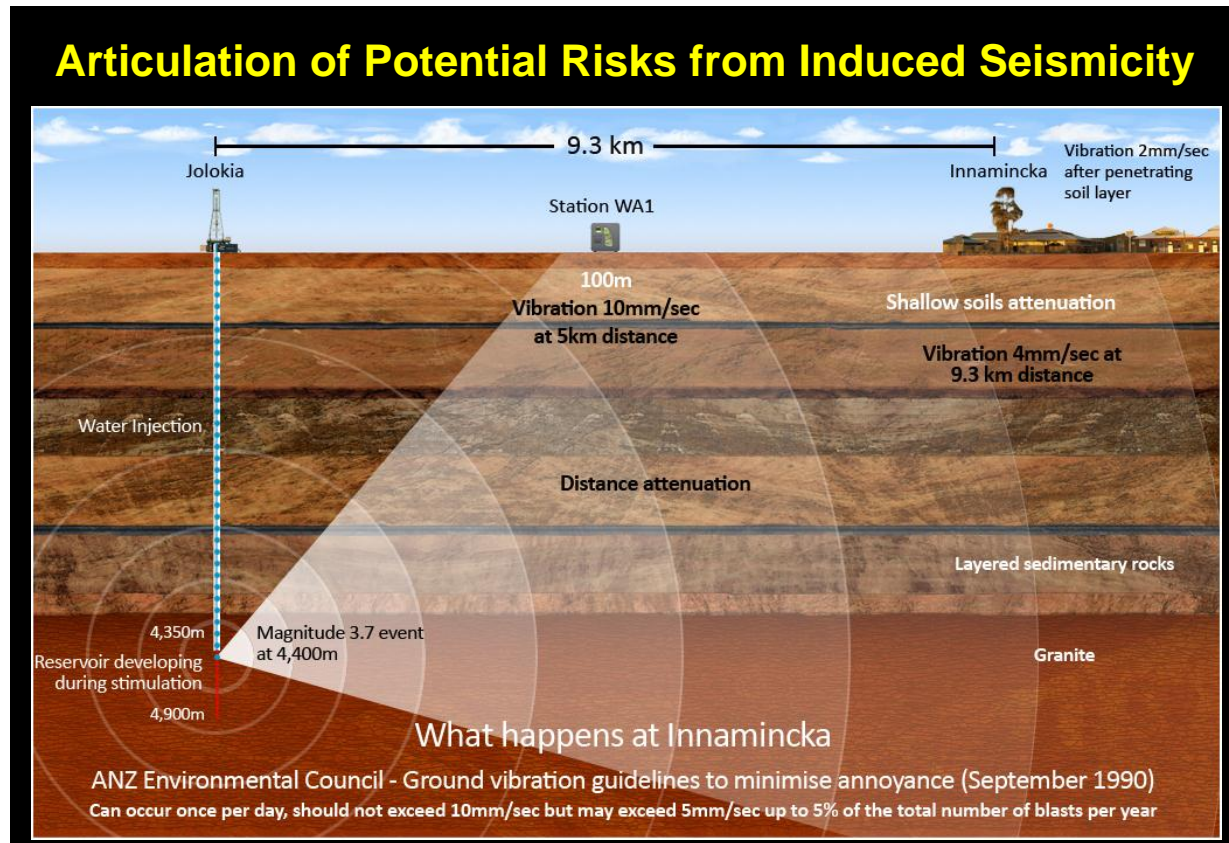 Articulation of Potential Risks from Induced Seismicity
9.3 km
Jolokia
Innamincka
Vibration 2mm/sec
after penetrating
soil layer
Station WA1
100m
Vibration 10mm/sec
at 5km distance
Shallow soils attenuation
Vibration 4mm/sec at
9.3 km distance
Water Injection
Distance attenuation
Layered sedimentary rocks
4,350m
Magnitude 3.7 event
at 4,400m
Reservoir developing
during stimulation
Granite
4,900m
What happens at Innamincka
ANZ Environmental Council - Ground vibration guidelines to minimise annoyance (September 1990)
Can occur once per day, should not exceed 10mm/sec but may exceed 5mm/sec up to 5% of the total number of blasts per year